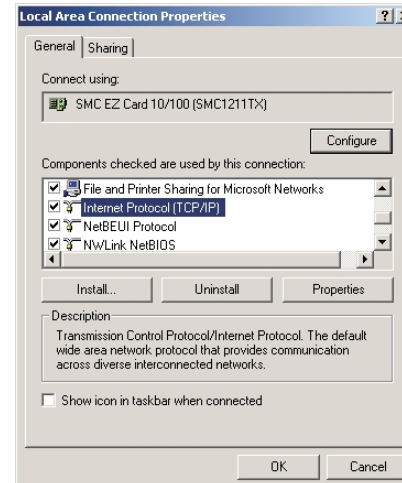 Local Area Connection Properties
General Sharing
Connect using:
SMC EZ Card 10/100 (SMC1211TX)
Configure
Components checked are used by this connection:
File and Printer Sharing for Microsoft Networks
Internet Protocol (TCP/IP)
NetBEUI Protocol
NWLink NetBIOS
Install... Uninstall Properties
Description
Transmission Control Protocol/Internet Protocol. The default
wide area network protocol that provides communication
across diverse interconnected networks.
Show icon in taskbar when connected
OK Cancel